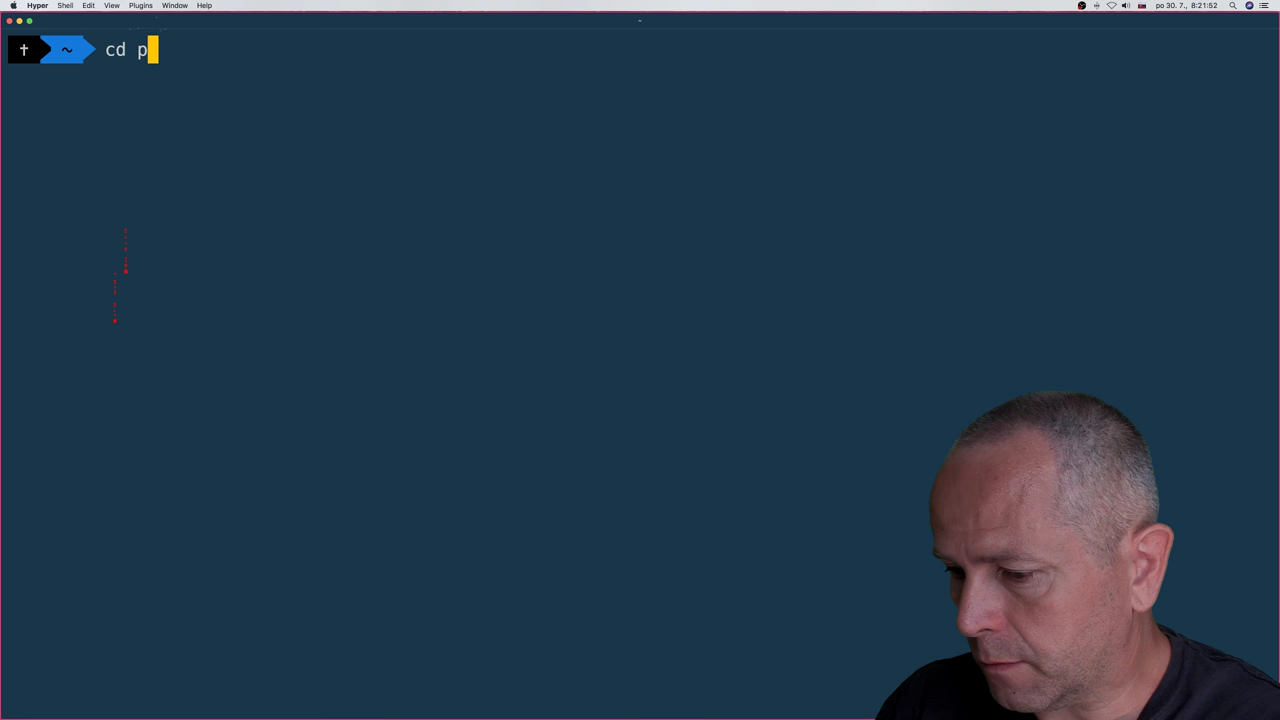 Hyper Shell Edit View Plugins Window Help po 30. 7., 8:21:52
~
† ~ cd p